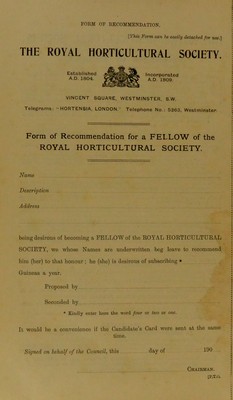 FORM OF RECOMMENDATION.
[This Form can be easily detached for use.]
THE ROYAL HORTICULTURAL SOCIETY.
Established A.D. 1804. Incorporated A.D. 1809.
VINCENT SQUARE, WESTMINSTER, S.W.
Telegrams: "HORTENSIA, LONDON." Telephone No.: 5363, Westminster.
Form of Recommendation for a FELLOW of the
ROYAL HORTICULTURAL SOCIETY.
Name
Description
Address
being desirous of becoming a FELLOW of the ROYAL HORTICULTURAL
SOCIETY, we whose Names are underwritten beg leave to recommend
him (her) to that honour: he (she) is desirous of subscribing *
Guineas a year.
Proposed by
Seconded by
* Kindly enter here the word four or two or one.
It would be a convenience if the Candidate's Card were sent at the same
time.
Signed on behalf of the Council, this day of 190
CHAIRMAN.
[P.T.O.